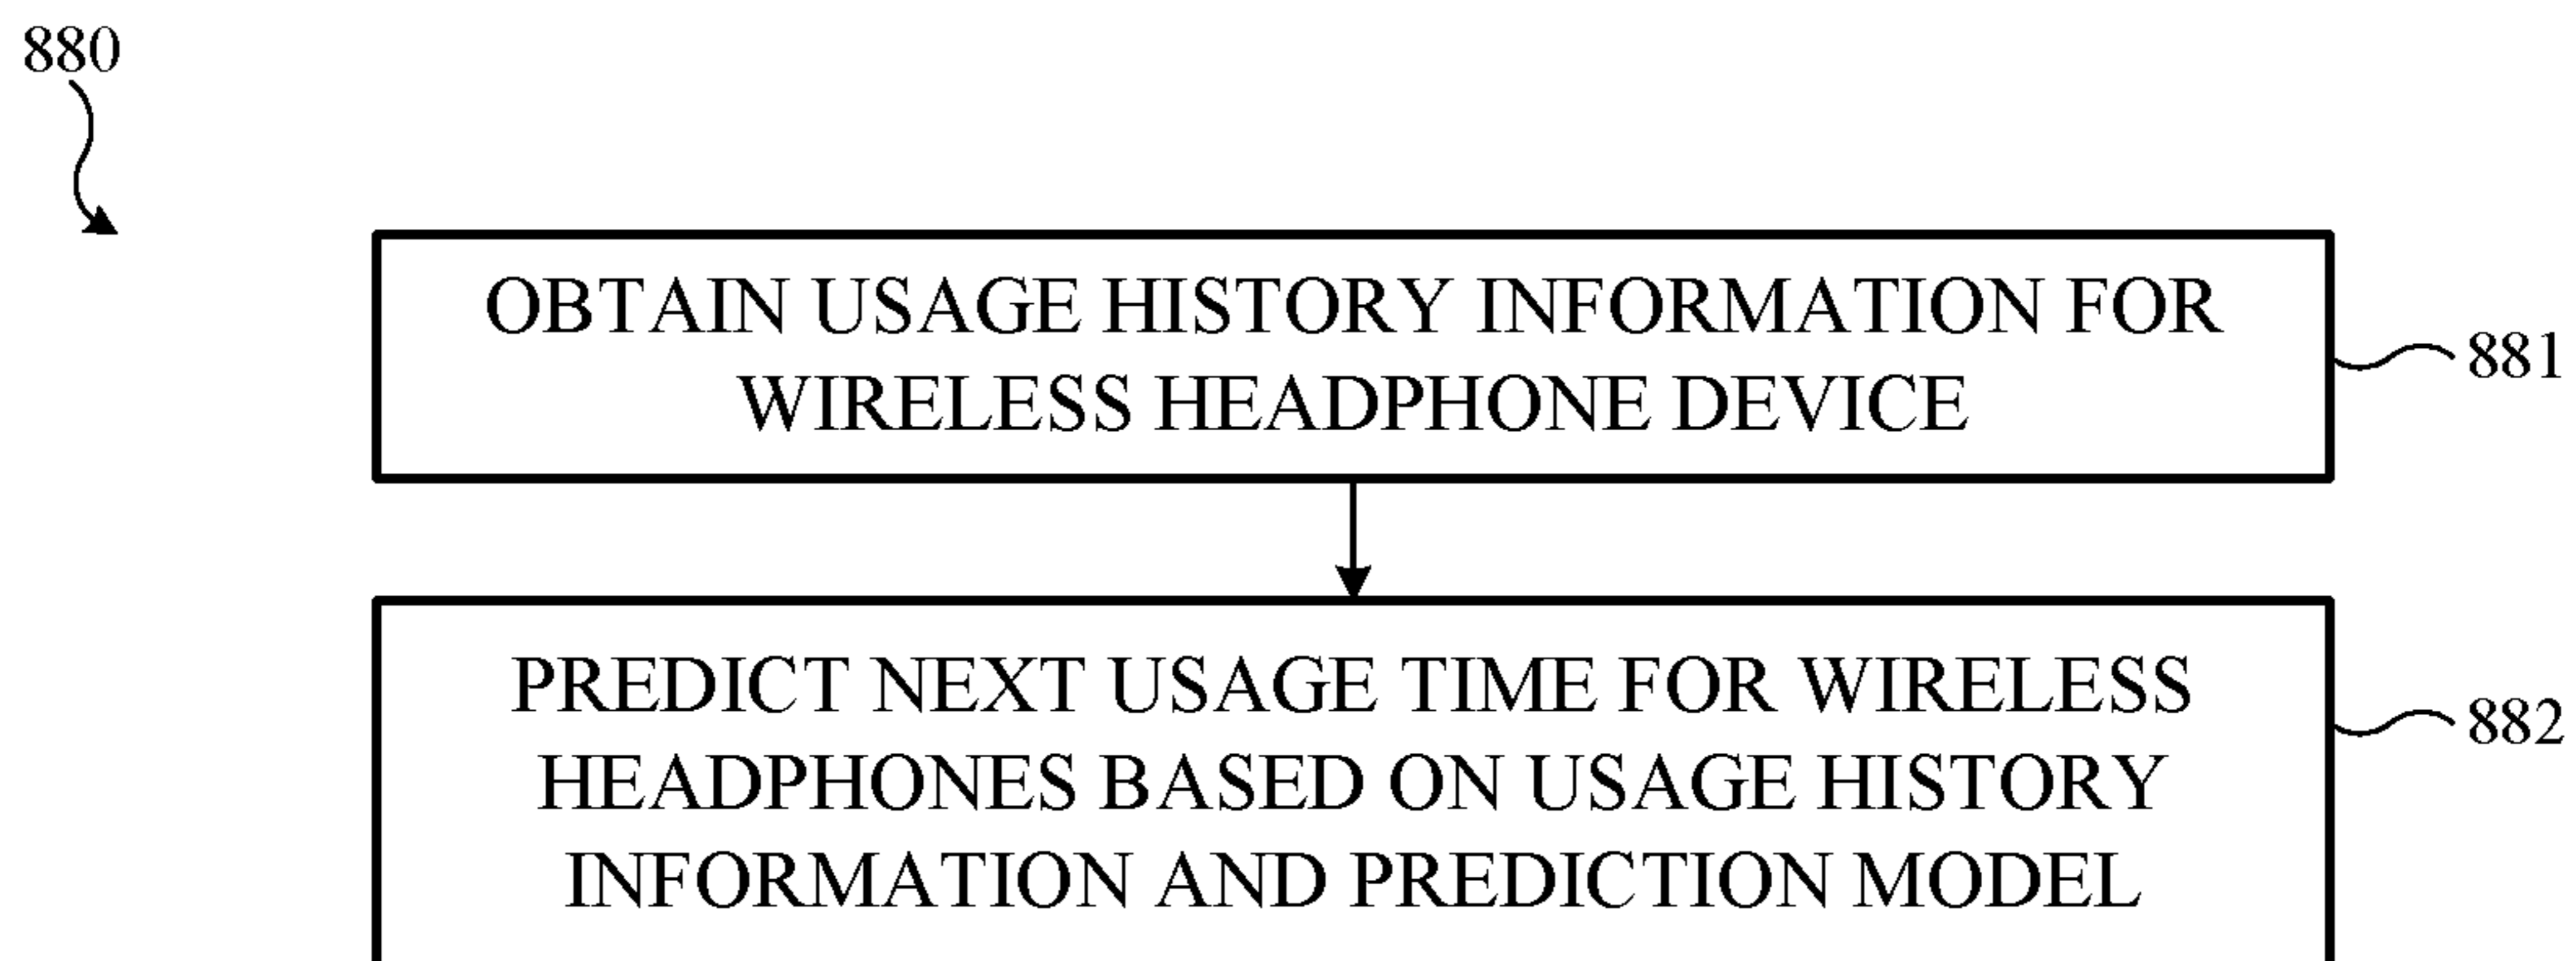 880
OBTAIN USAGE HISTORY INFORMATION FOR
WIRELESS HEADPHONE DEVICE
881
PREDICT NEXT USAGE TIME FOR WIRELESS
HEADPHONES BASED ON USAGE HISTORY
INFORMATION AND PREDICTION MODEL
882